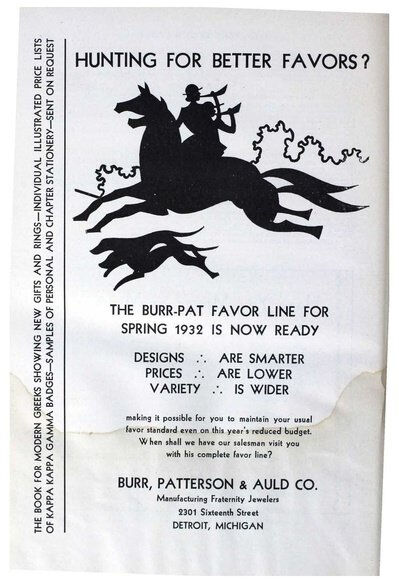 THE BOOK FOR MODERN GREEKS SHOWING NEW GIFTS AND RINGS—INDIVIDUAL ILLUSTRATED PRICE LISTS
OF KAPPA KAPPA GAMMA BADGES—SAMPLES OF PERSONAL AND CHAPTER STATIONERY—SENT ON REQUEST
HUNTING FOR BETTER FAVORS?
THE BURR-PAT FAVOR LINE FOR
SPRING 1932 IS NOW READY
DESIGNS ∴ ARE SMARTER
PRICES ∴ ARE LOWER
VARIETY ∴ IS WIDER
making it possible for you to maintain your usual
favor standard even on this year's reduced budget.
When shall we have our salesman visit you
with his complete favor line?
BURR, PATTERSON & AULD CO.
Manufacturing Fraternity Jewelers
2301 Sixteenth Street
DETROIT, MICHIGAN